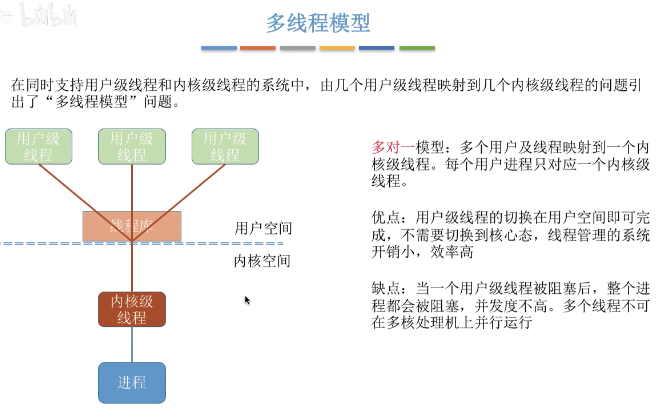 bilibili
多线程模型
在同时支持用户级线程和内核级线程的系统中，由几个用户级线程映射到几个内核级线程的问题引
出了“多线程模型”问题。
用户级
线程
用户级
线程
用户级
线程
线程库
用户空间
内核空间
内核级
线程
进程
多对一模型：多个用户及线程映射到一个内
核级线程。每个用户进程只对应一个内核级
线程。
优点：用户级线程的切换在用户空间即可完
成，不需要切换到核心态，线程管理的系统
开销小，效率高
缺点：当一个用户级线程被阻塞后，整个进
程都会被阻塞，并发度不高。多个线程不可
在多核处理机上并行运行